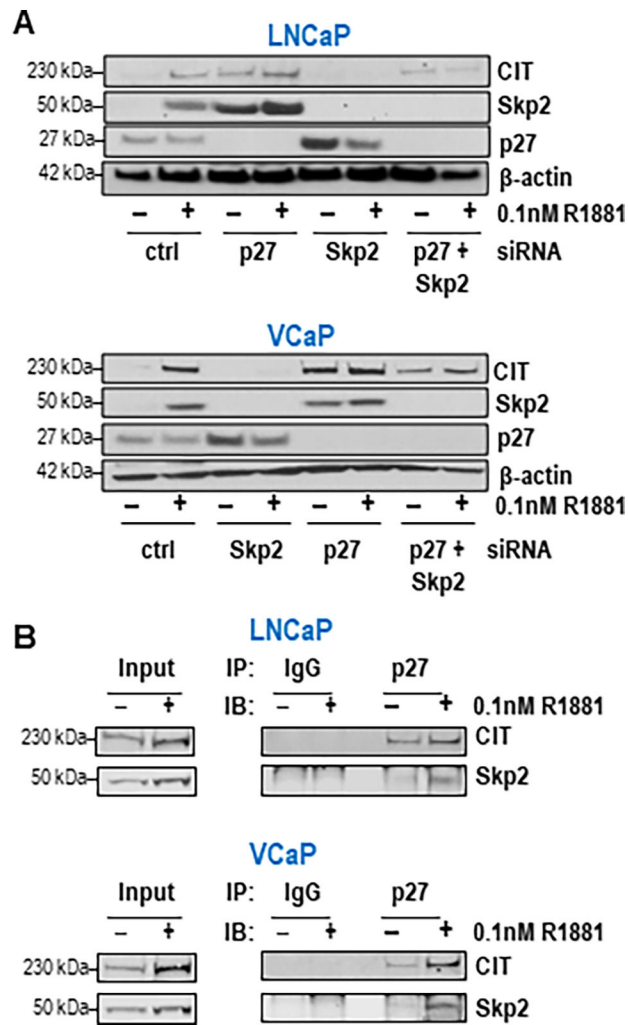 A
LNCaP
230 kDa CIT
50 kDa Skp2
27 kDa p27
42 kDa β-actin
– + – + – + – + 0.1nM R1881
ctrl p27 Skp2 p27 + siRNA
Skp2
VCaP
230 kDa CIT
50 kDa Skp2
27 kDa p27
42 kDa β-actin
– + – + – + – + 0.1nM R1881
ctrl Skp2 p27 p27 + siRNA
Skp2
B
LNCaP
Input IP: IgG p27
– + IB: – + – + 0.1nM R1881
230 kDa CIT
50 kDa Skp2
VCaP
Input IP: IgG p27
– + IB: – + – + 0.1nM R1881
230 kDa CIT
50 kDa Skp2